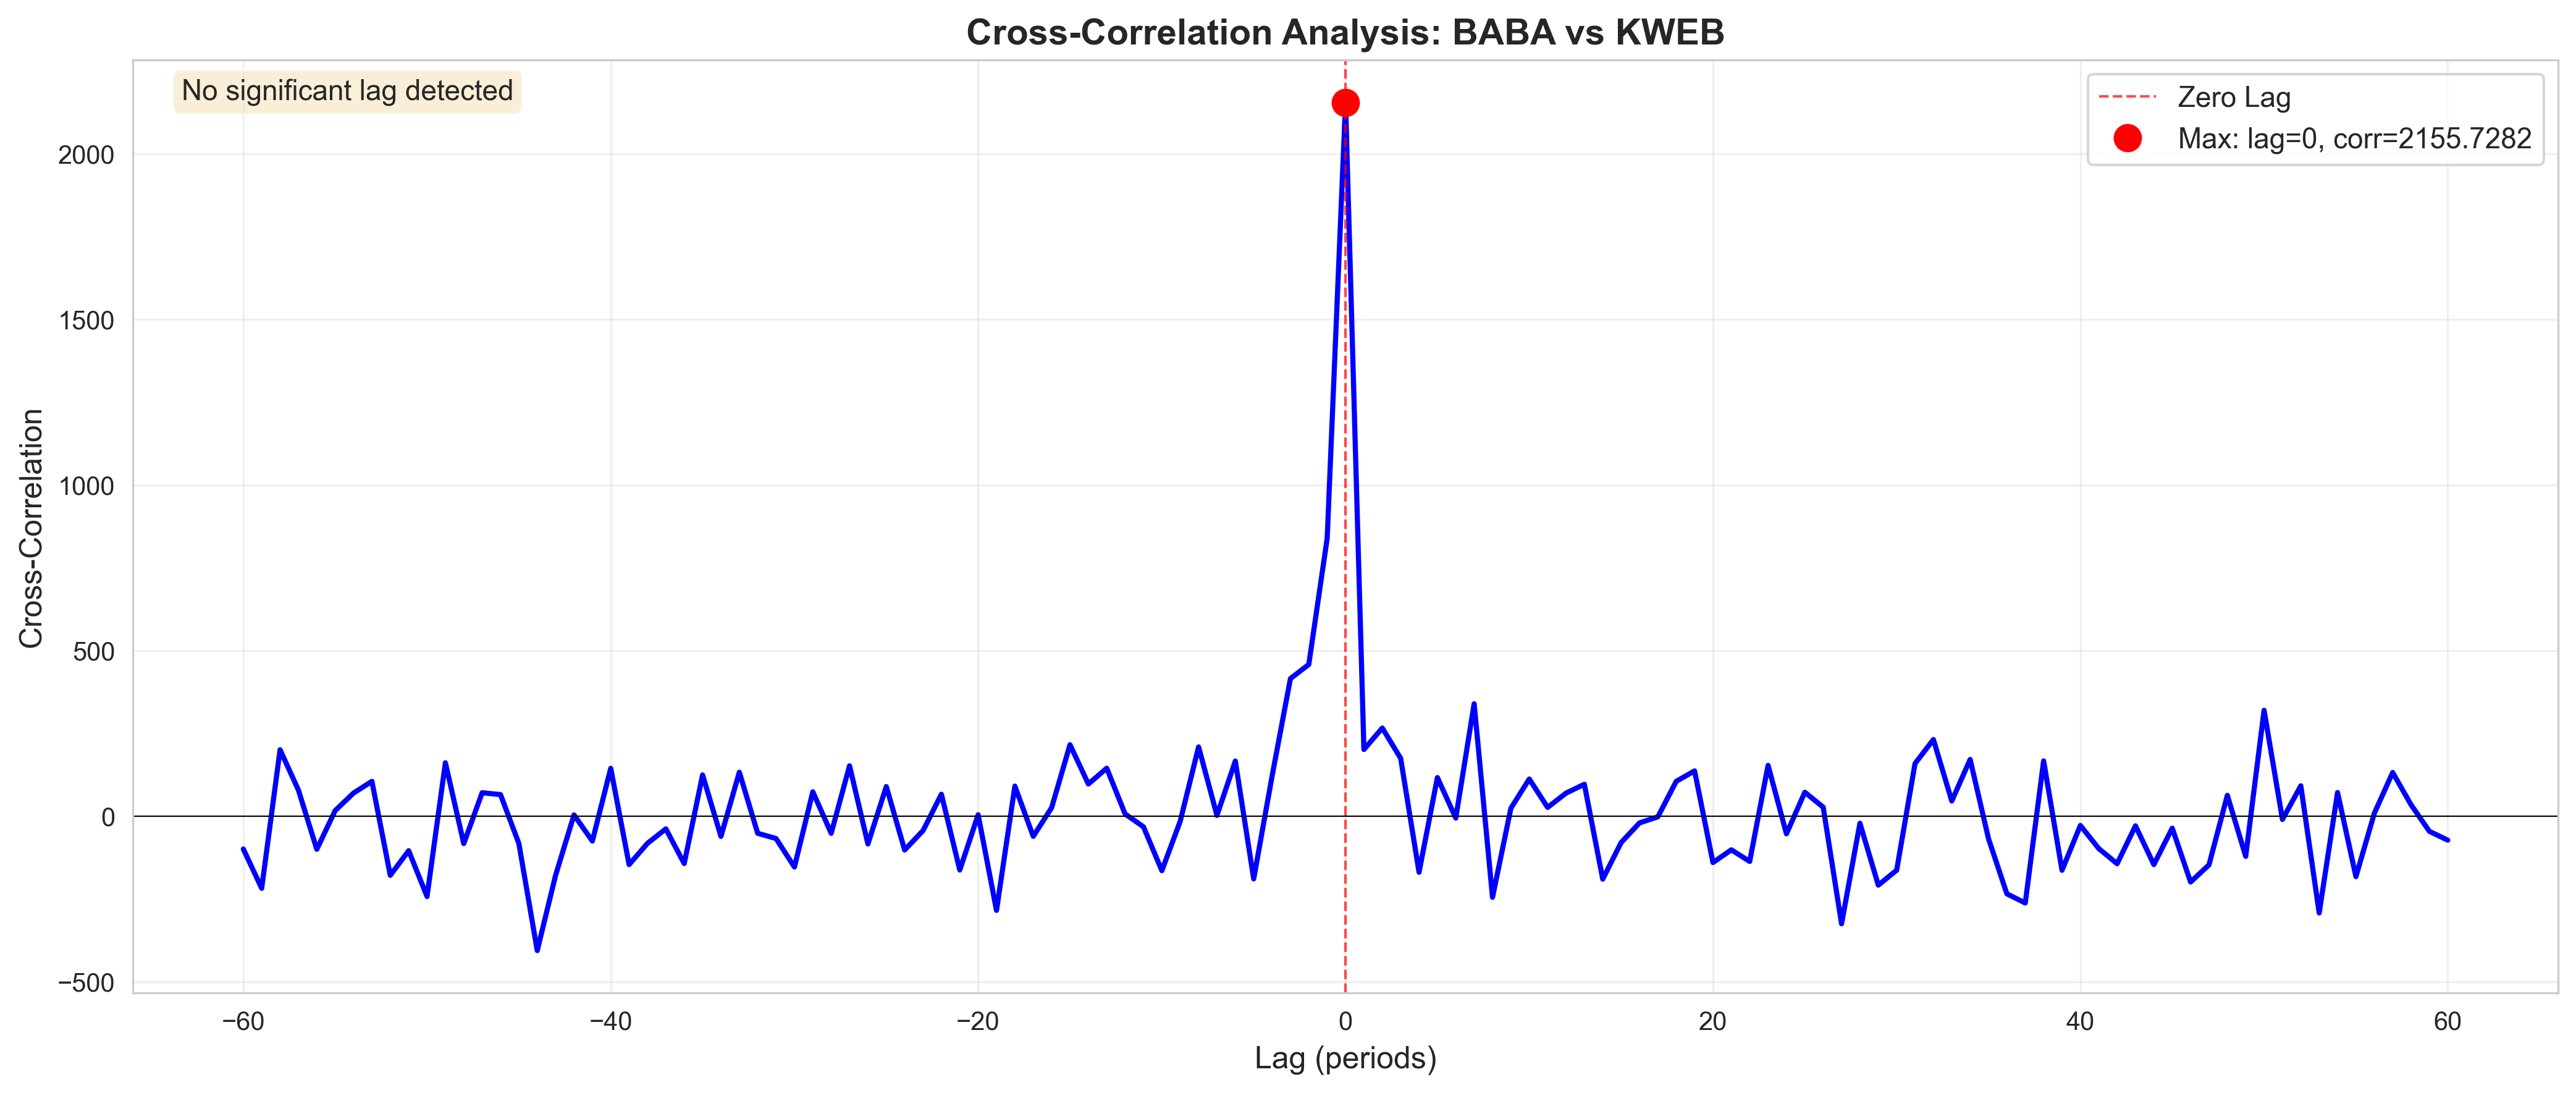 Cross-Correlation Analysis: BABA vs KWEB
No significant lag detected
Zero Lag
Max: lag=0, corr=2155.7282
Cross-Correlation
2000
1500
1000
500
0
−500
−60
−40
−20
0
20
40
60
Lag (periods)